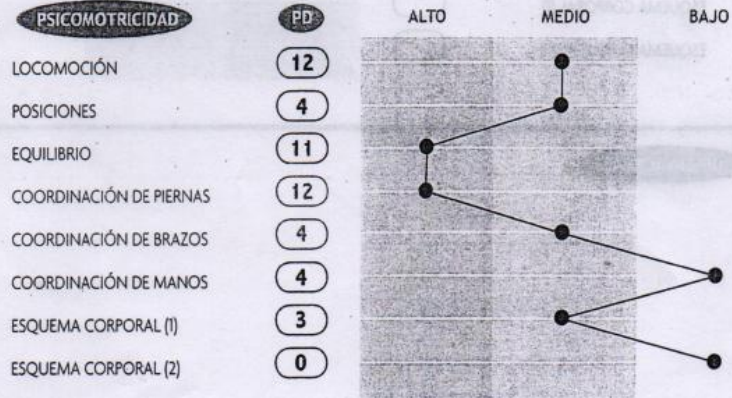 PSICOMOTRICIDAD PD ALTO MEDIO BAJO
LOCOMOCIÓN 12
POSICIONES 4
EQUILIBRIO 11
COORDINACIÓN DE PIERNAS 12
COORDINACIÓN DE BRAZOS 4
COORDINACIÓN DE MANOS 4
ESQUEMA CORPORAL (1) 3
ESQUEMA CORPORAL (2) 0